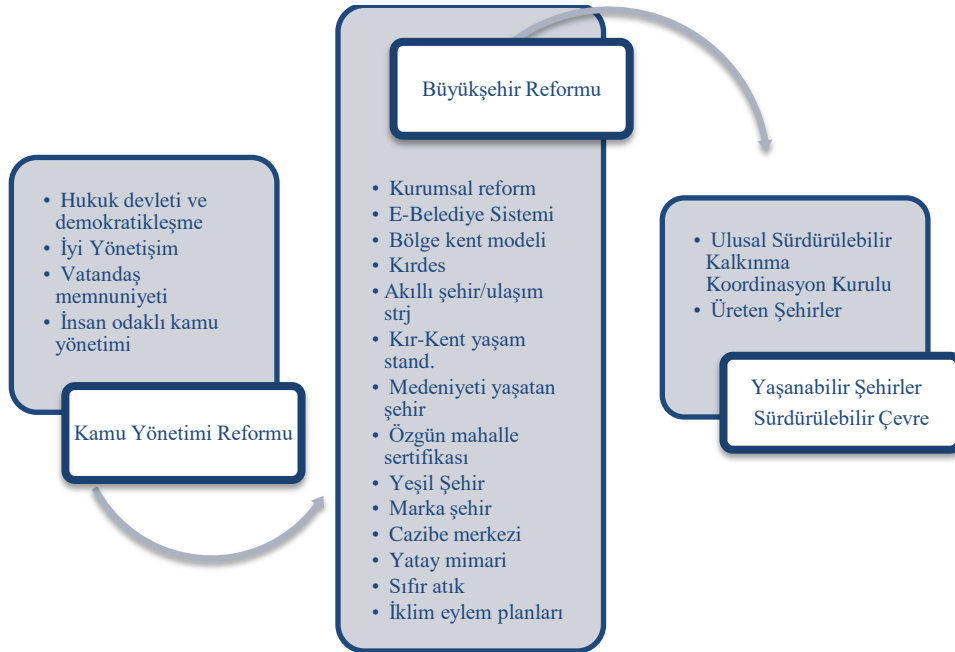 • Hukuk devleti ve
demokratikleşme
• İyi Yönetişim
• Vatandaş
memnuniyeti
• İnsan odaklı kamu
yönetimi
Kamu Yönetimi Reformu
Büyükşehir Reformu
• Kurumsal reform
• E-Belediye Sistemi
• Bölge kent modeli
• Kırdes
• Akıllı şehir/ulaşım
strj
• Kır-Kent yaşam
stand.
• Medeniyeti yaşatan
şehir
• Özgün mahalle
sertifikası
• Yeşil Şehir
• Marka şehir
• Cazibe merkezi
• Yatay mimari
• Sıfır atık
• İklim eylem planları
• Ulusal Sürdürülebilir
Kalkınma
Koordinasyon Kurulu
• Üreten Şehirler
Yaşanabilir Şehirler
Sürdürülebilir Çevre